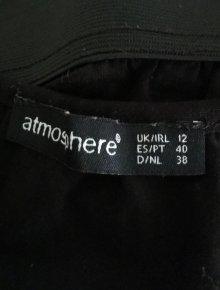 atmosphere®
UK/IRL 12
ES/PT 40
D/NL 38